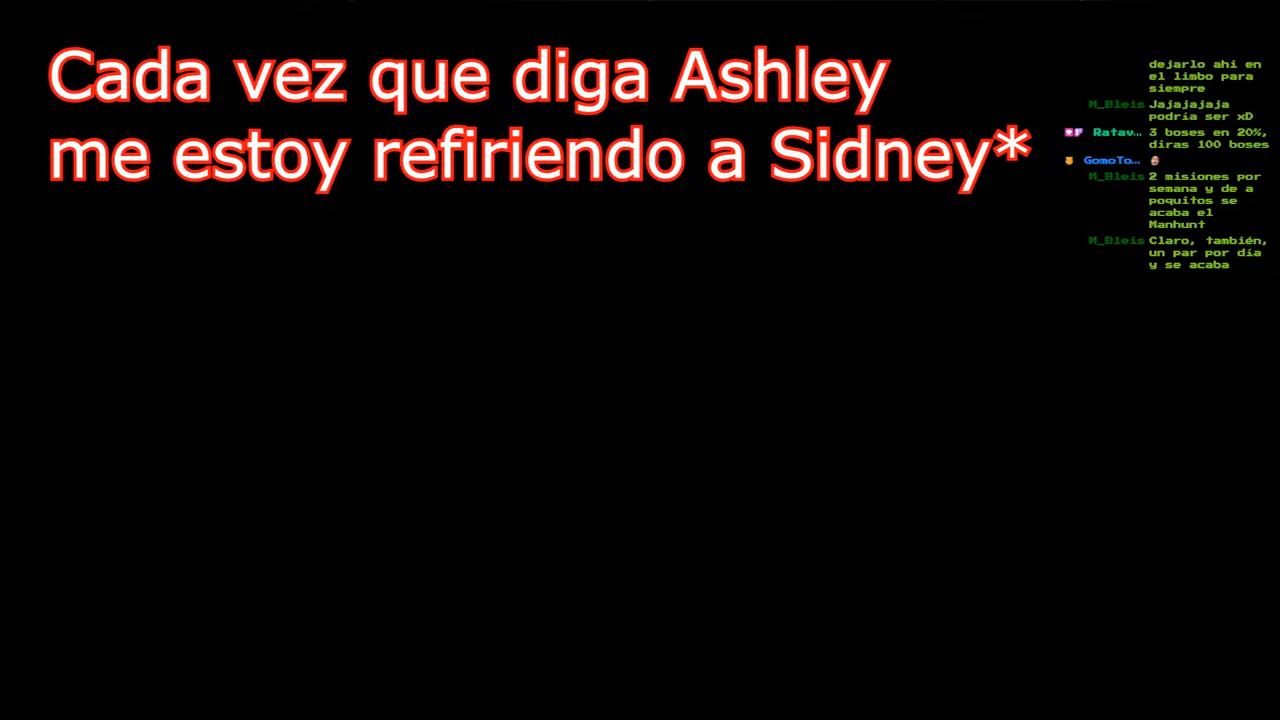 Cada vez que diga Ashley
me estoy refiriendo a Sidney*
dejarlo ahi en
el limbo para
siempre
M_Bleis Jajajajaja
podría ser xD
Ratav… 3 boses en 20%,
diras 100 boses
GomoTo…
M_Bleis 2 misiones por
semana y de a
poquitos se
acaba el
Manhunt
M_Bleis Claro, también,
un par por día
y se acaba